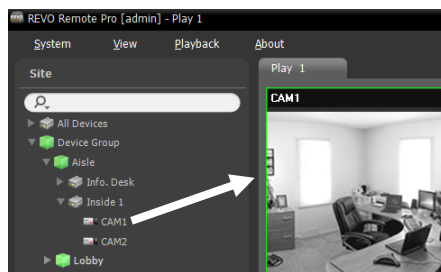 REVO REVO Remote Pro [admin] - Play 1
System View Playback About
Site
Play 1
CAM1
All Devices
Device Group
Aisle
Info. Desk
Inside 1
CAM1
CAM2
Lobby